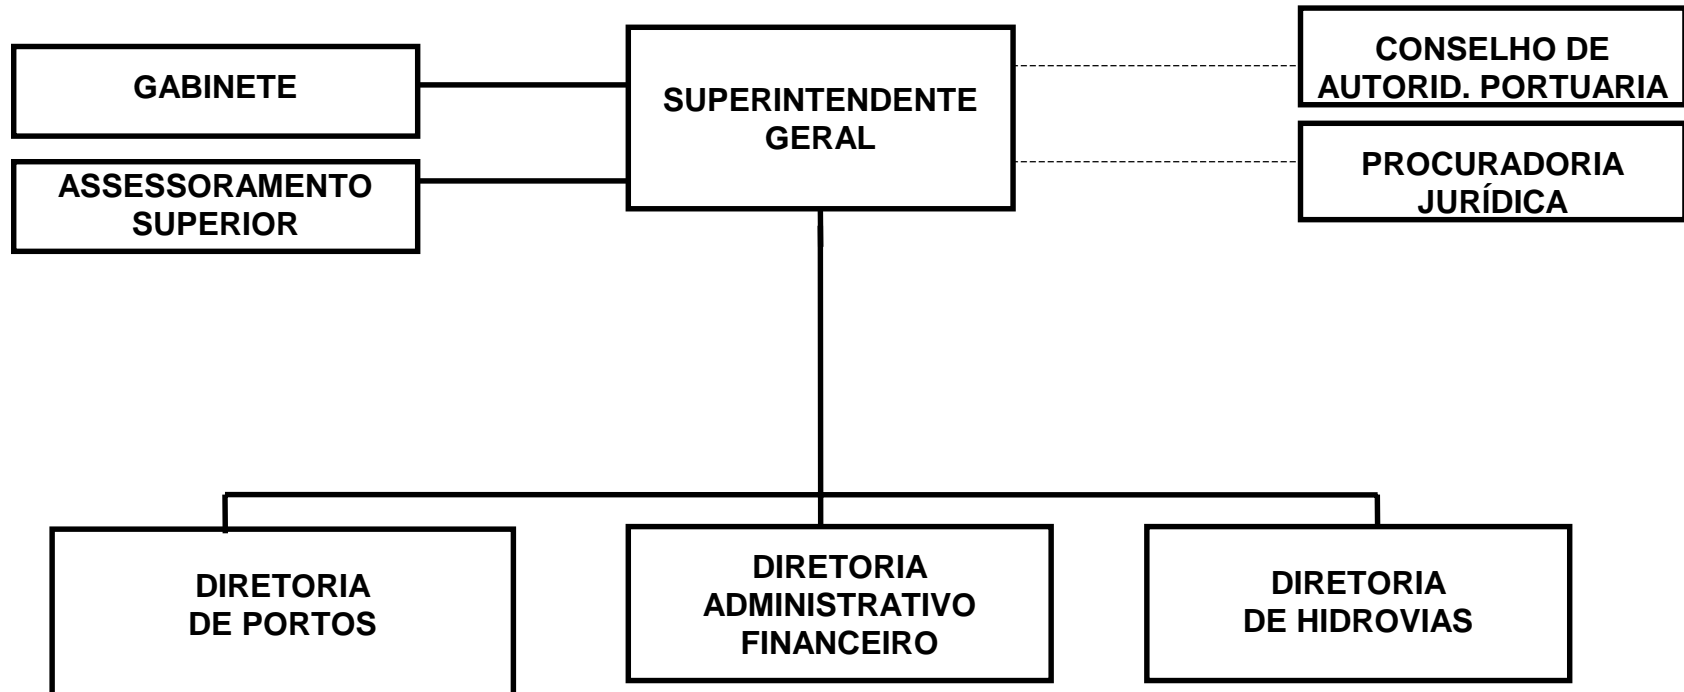 GABINETE
ASSESSORAMENTO
SUPERIOR
SUPERINTENDENTE
GERAL
CONSELHO DE
AUTORID. PORTUARIA
PROCURADORIA
JURÍDICA
DIRETORIA
DE PORTOS
DIRETORIA
ADMINISTRATIVO
FINANCEIRO
DIRETORIA
DE HIDROVIAS